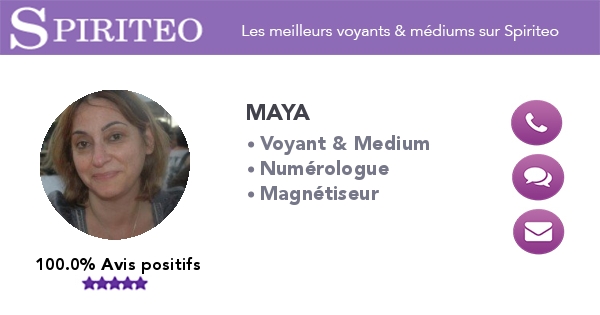 SPIRITEO
Les meilleurs voyants & médiums sur Spiriteo
MAYA
• Voyant & Medium
• Numérologue
• Magnétiseur
100.0% Avis positifs